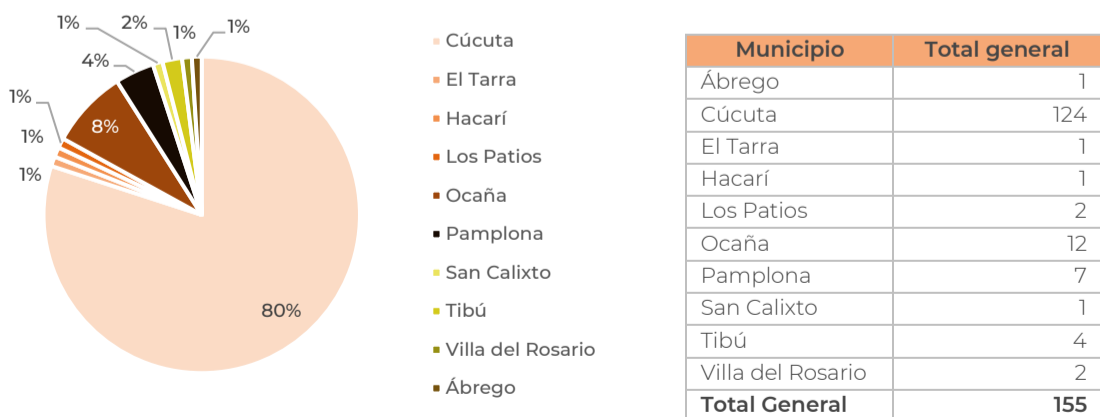 1%
2%
1%
1%
4%
1%
8%
1%
1%
80%
Cúcuta
El Tarra
Hacarí
Los Patios
Ocaña
Pamplona
San Calixto
Tibú
Villa del Rosario
Ábrego
Municipio Total general
Ábrego 1
Cúcuta 124
El Tarra 1
Hacarí 1
Los Patios 2
Ocaña 12
Pamplona 7
San Calixto 1
Tibú 4
Villa del Rosario 2
Total General 155